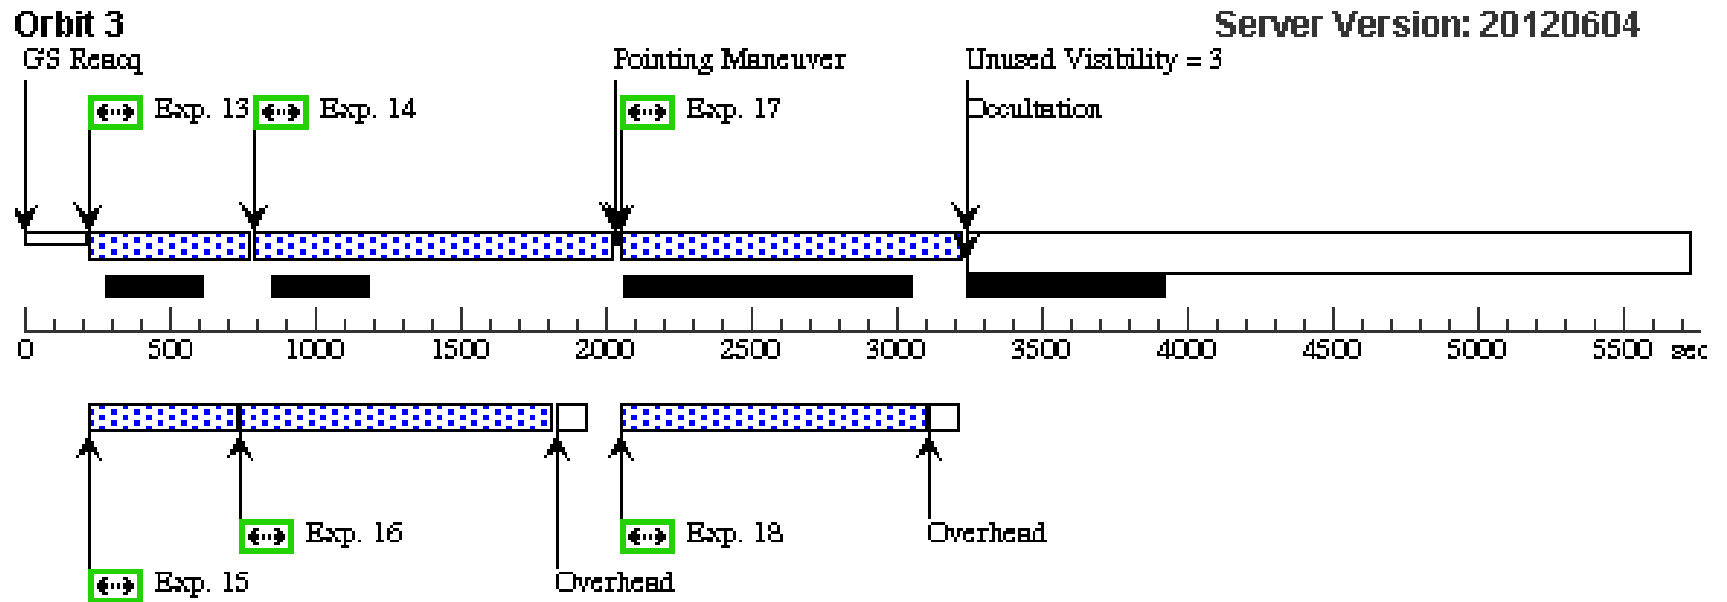 Orbit 3
Server Version: 20120604
GS Reacq
Pointing Maneuver
Unused Visibility = 3
Exp. 13
Exp. 14
Exp. 17
Occultation
0 500 1000 1500 2000 2500 3000 3500 4000 4500 5000 5500 sec
Exp. 16
Exp. 18
Overhead
Exp. 15
Overhead